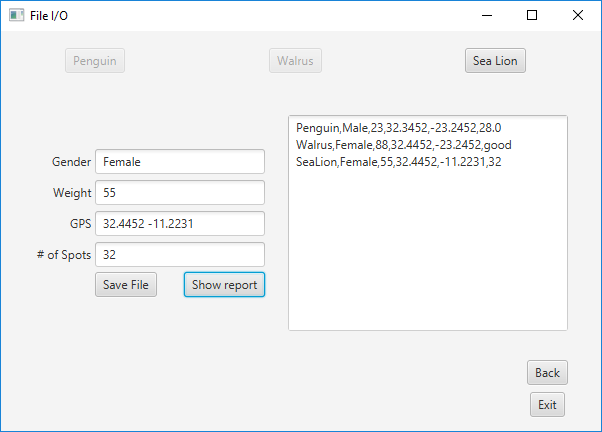 File I/O
Penguin
Walrus
Sea Lion
Gender
Female
Weight
55
GPS
32.4452 -11.2231
# of Spots
32
Save File
Show report
Penguin,Male,23,32.3452,-23.2452,28.0
Walrus,Female,88,32.4452,-23.2452,good
SeaLion,Female,55,32.4452,-11.2231,32
Back
Exit